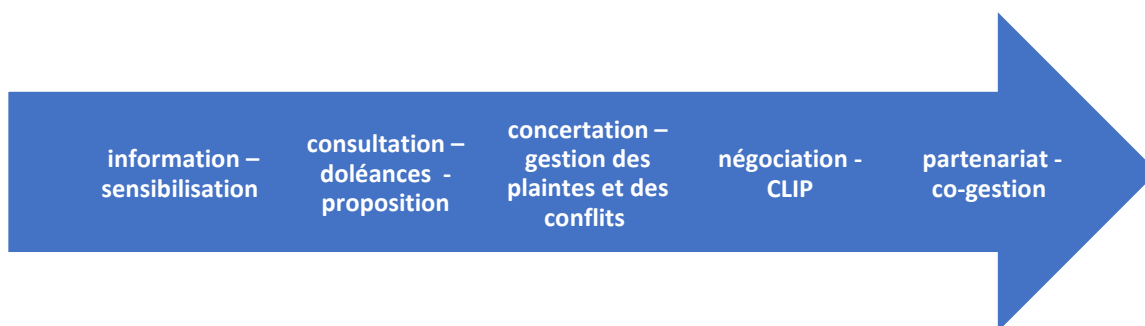 information –
sensibilisation
consultation –
doléances -
proposition
concertation –
gestion des
plaintes et des
conflits
négociation -
CLIP
partenariat -
co-gestion